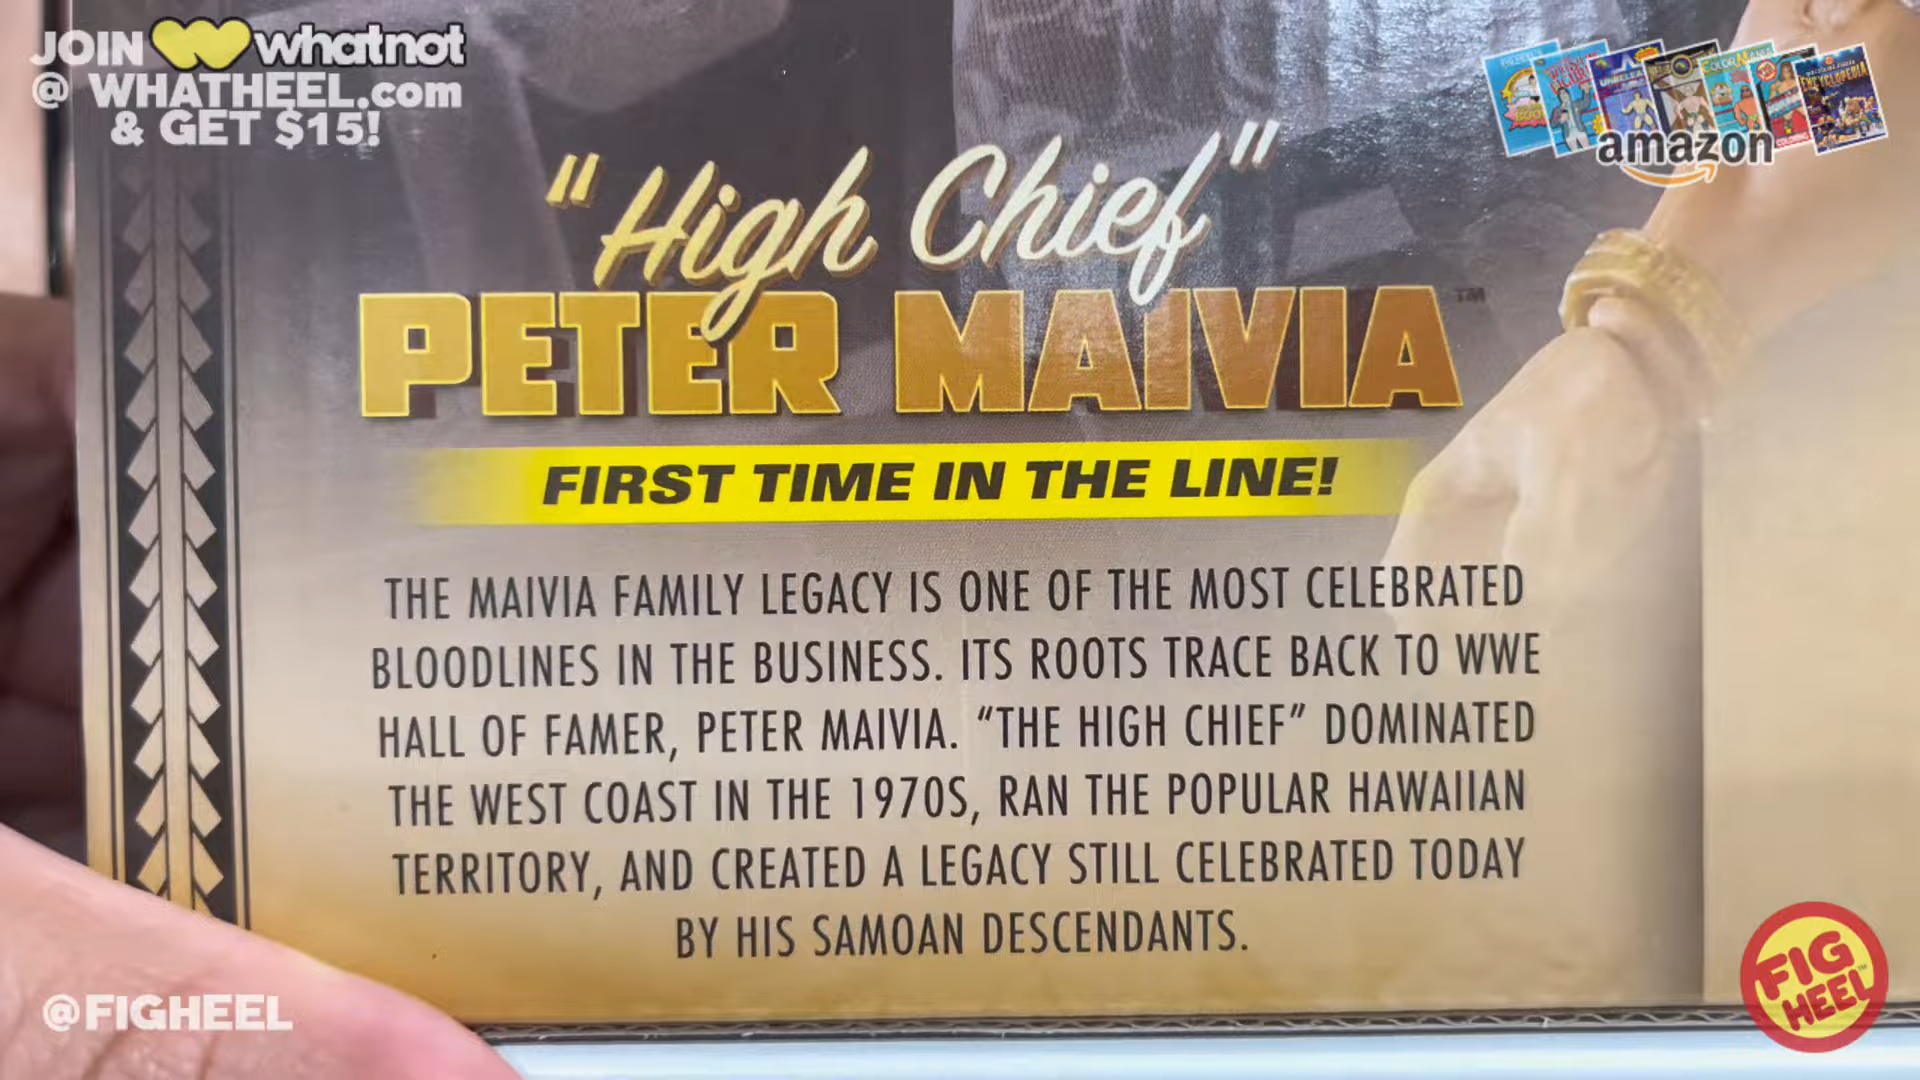 JOIN whatnot
@ WHATHEEL.com
& GET $15!
amazon
ENCYCLOPEDIA
"High Chief"
PETER MAIVIA™
FIRST TIME IN THE LINE!
THE MAIVIA FAMILY LEGACY IS ONE OF THE MOST CELEBRATED
BLOODLINES IN THE BUSINESS. ITS ROOTS TRACE BACK TO WWE
HALL OF FAMER, PETER MAIVIA. “THE HIGH CHIEF” DOMINATED
THE WEST COAST IN THE 1970S, RAN THE POPULAR HAWAIIAN
TERRITORY, AND CREATED A LEGACY STILL CELEBRATED TODAY
BY HIS SAMOAN DESCENDANTS.
@FIGHEEL
FIG
HEEL™